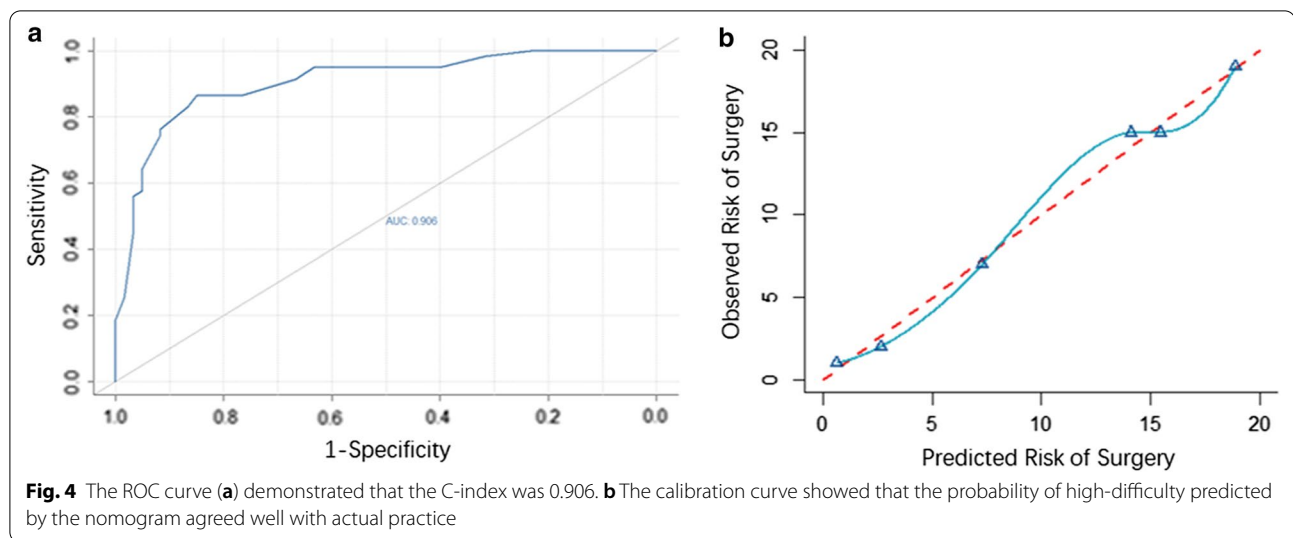 a
1.0
0.8
0.6
0.4
0.2
0.0
Sensitivity
AUC: 0.906
1.0 0.8 0.6 0.4 0.2 0.0
1-Specificity
b
20
15
10
5
0
Observed Risk of Surgery
0 5 10 15 20
Predicted Risk of Surgery
Fig. 4 The ROC curve (a) demonstrated that the C-index was 0.906. b The calibration curve showed that the probability of high-difficulty predicted
by the nomogram agreed well with actual practice